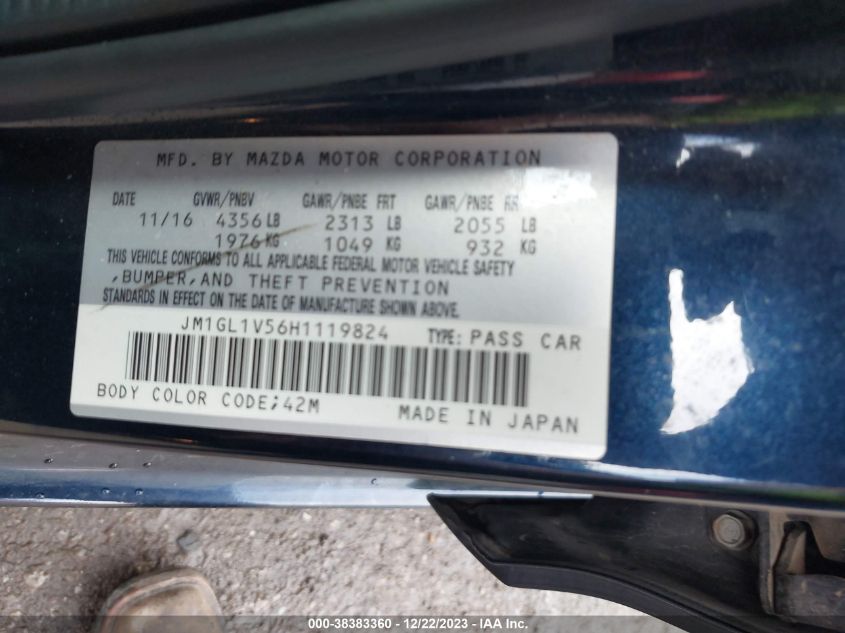 MFD. BY MAZDA MOTOR CORPORATION
DATE GVWR/PNBV GAWR/PNBE FRT GAWR/PNBE RR
11/16 4356 LB 2313 LB 2055 LB
1976 KG 1049 KG 932 KG
THIS VEHICLE CONFORMS TO ALL APPLICABLE FEDERAL MOTOR VEHICLE SAFETY
,BUMPER,AND THEFT PREVENTION
STANDARDS IN EFFECT ON THE DATE OF MANUFACTURE SHOWN ABOVE.
JM1GL1V56H1119824 TYPE: PASS CAR
BODY COLOR CODE;42M
MADE IN JAPAN
000-38383360 - 12/22/2023 - IAA Inc.